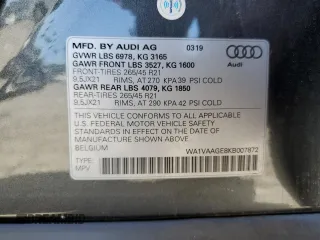 MFD. BY AUDI AG 0319
GVWR LBS 6978, KG 3165
GAWR FRONT LBS 3527, KG 1600
FRONT-TIRES 265/45 R21
9,5JX21 RIMS, AT 270 KPA/39 PSI COLD
GAWR REAR LBS 4079, KG 1850
REAR-TIRES 265/45 R21
9,5JX21 RIMS, AT 290 KPA/42 PSI COLD
THIS VEHICLE CONFORMS TO ALL APPLICABLE
U.S. FEDERAL MOTOR VEHICLE SAFETY
STANDARDS IN EFFECT ON THE DATE OF
MANUFACTURE SHOWN ABOVE.
BELGIUM
TYPE:
MPV
WA1VAAGE8KB007872
Audi